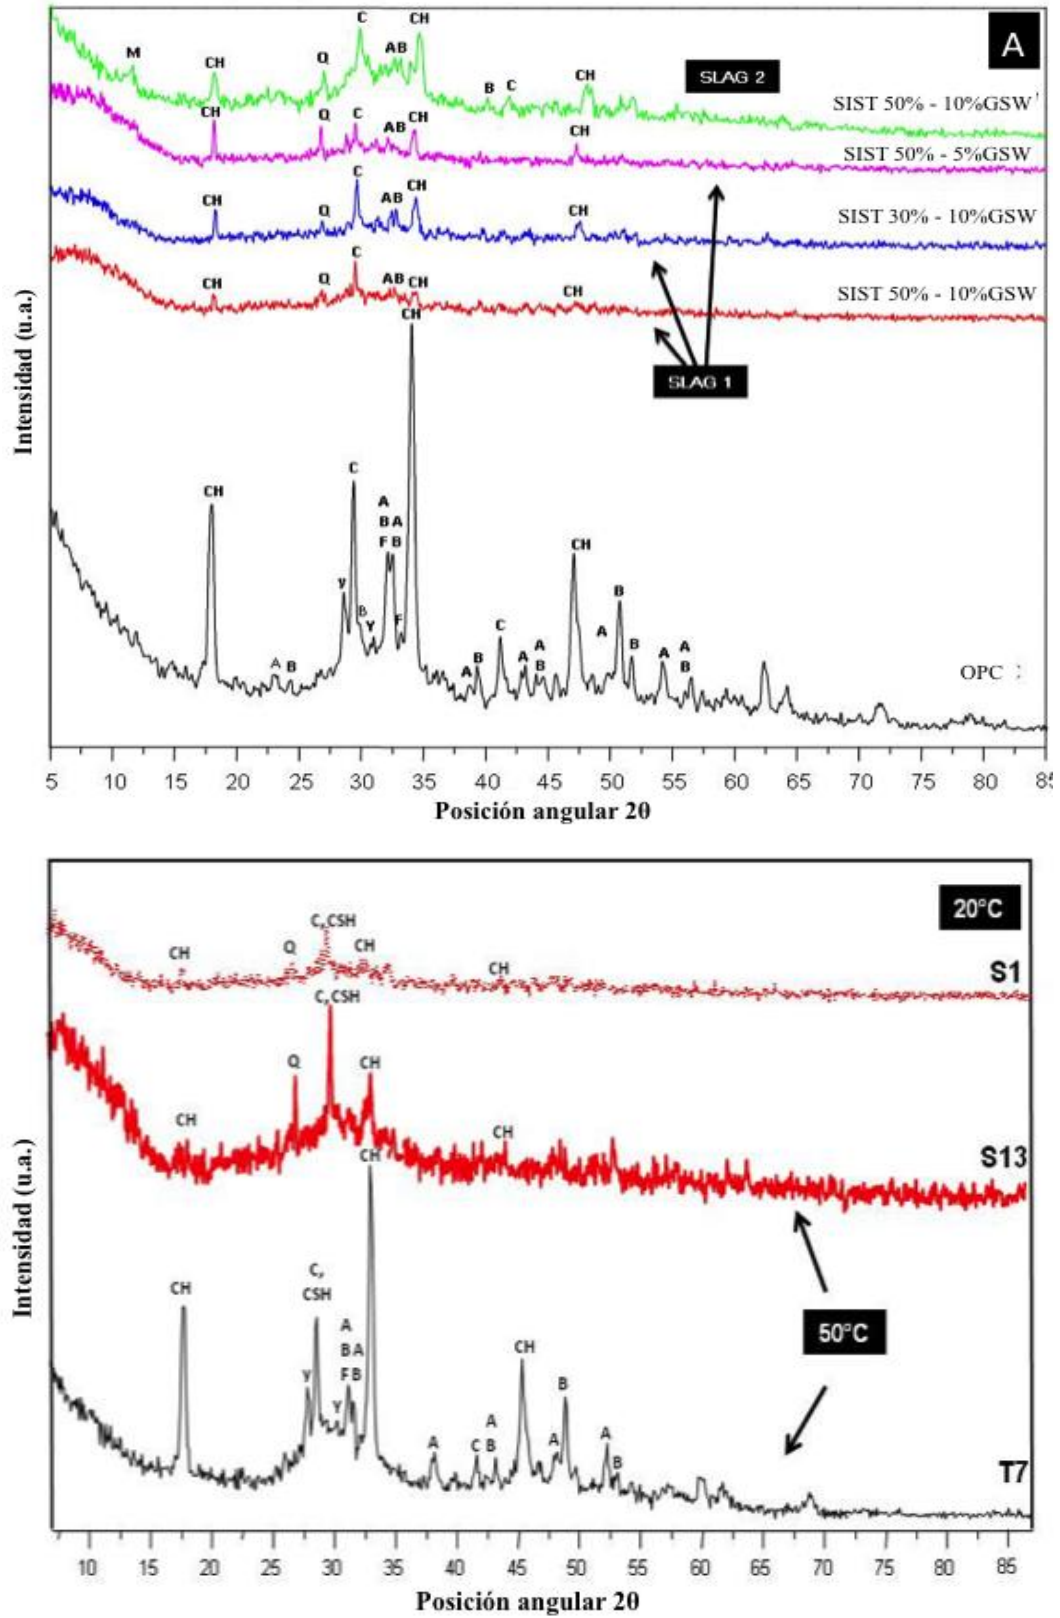 A
C CH
M CH Q AB CH
B C
SLAG 2
SIST 50% - 10%GSW
CH Q C AB CH CH
SIST 50% - 5%GSW
CH Q C AB CH CH
SIST 30% - 10%GSW
CH Q C AB CH CH
SIST 50% - 10%GSW
CH
SLAG 1
C
CH
A
B A
F B
CH
y B Y F
C
A B
A B
A
A
B
A
B
B
A
A
B
OPC
5 10 15 20 25 30 35 40 45 50 55 60 65 70 75 80 85
Posición angular 2θ
Intensidad (u.a.)
20°C
C,CSH
CH Q CH CH
S1
C,CSH
Q CH
CH CH
S13
CH
C,
CSH
CH
A
B A
F B
y Y
CH
B
A
A
C B
A
A
B
50°C
T7
10 15 20 25 30 35 40 45 50 55 60 65 70 75 80 85
Posición angular 2θ
Intensidad (u.a.)